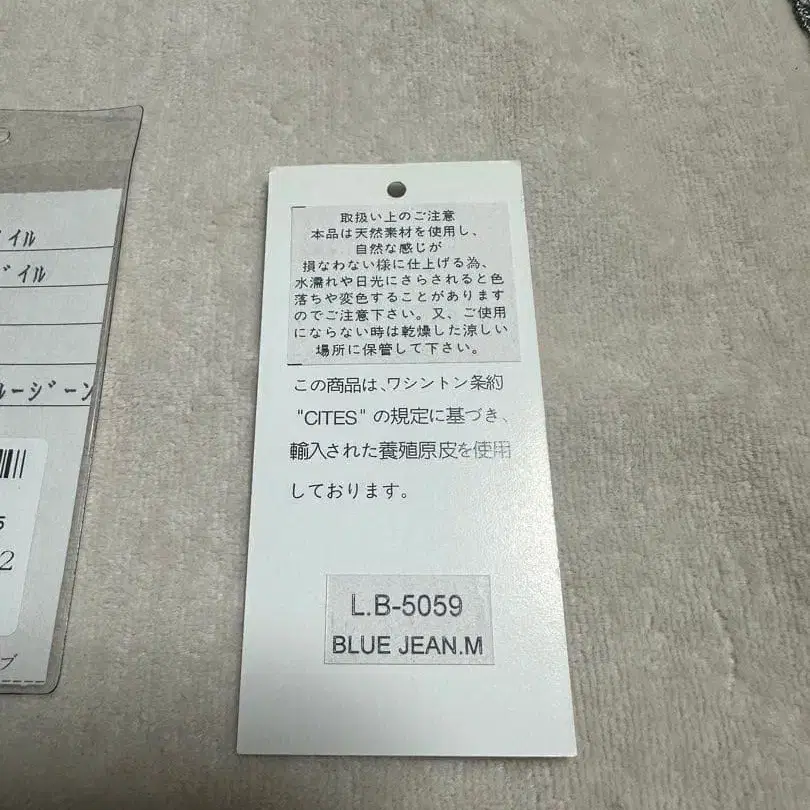 イル
イル
ルージーン
5
2
ブ
取扱い上のご注意
本品は天然素材を使用し、
自然な感じが
損なわない様に仕上げる為、
水濡れや日光にさらされると色
落ちや変色することがあります
のでご注意下さい。又、ご使用
にならない時は乾燥した涼しい
場所に保管して下さい。
この商品は、ワシントン条約
"CITES" の規定に基づき、
輸入された養殖原皮を使用
しております。
L.B-5059
BLUE JEAN.M